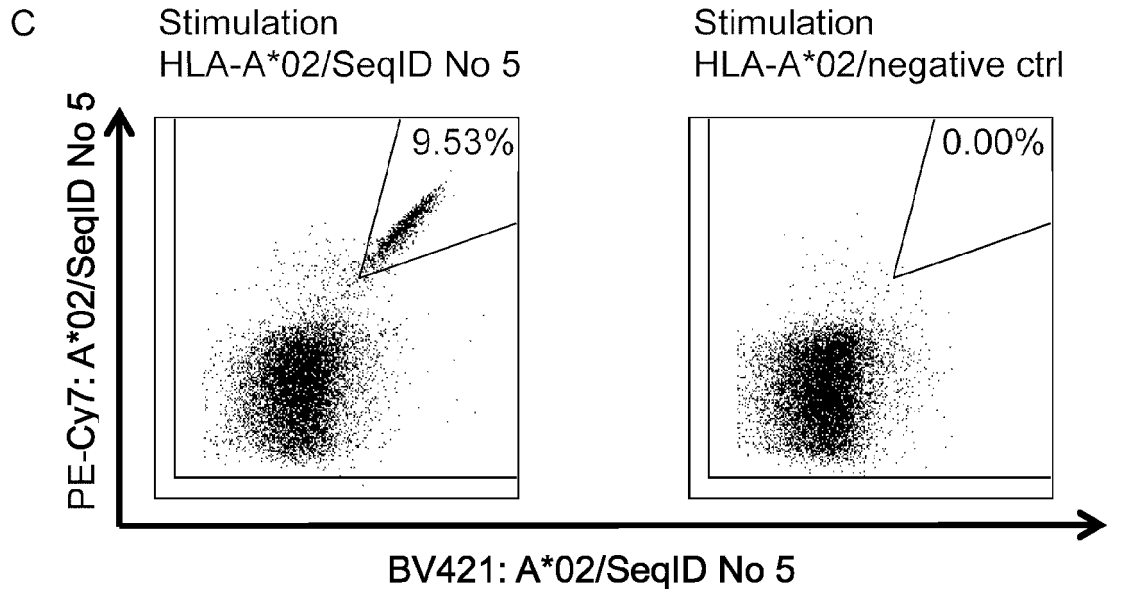 C
Stimulation
HLA-A*02/SeqID No 5
Stimulation
HLA-A*02/negative ctrl
PE-Cy7: A*02/SeqID No 5
9.53%
0.00%
BV421: A*02/SeqID No 5